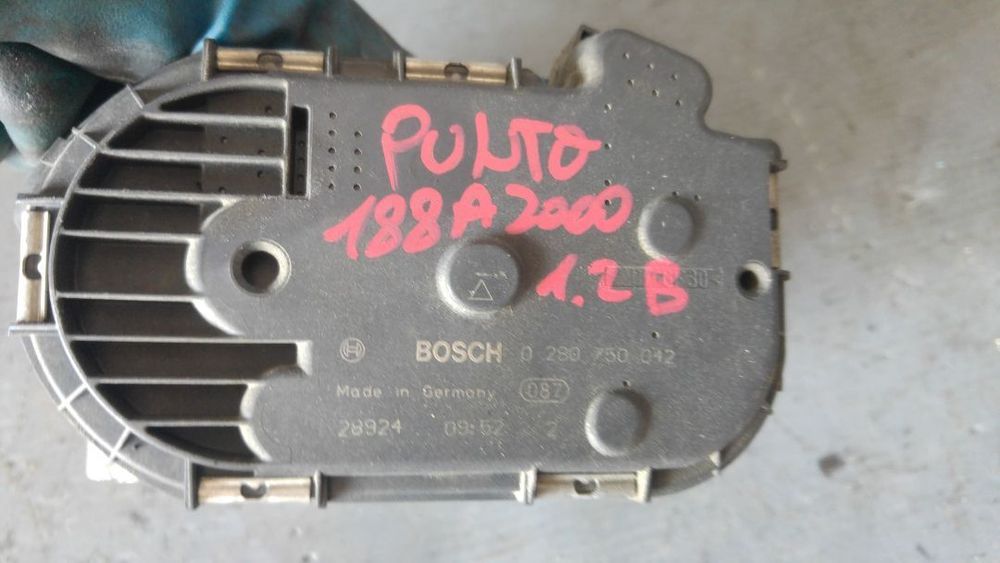 PUNTO
188A2000
1.2B
BOSCH 0 280 750 042
Made in Germany 087
28924 09:52 2